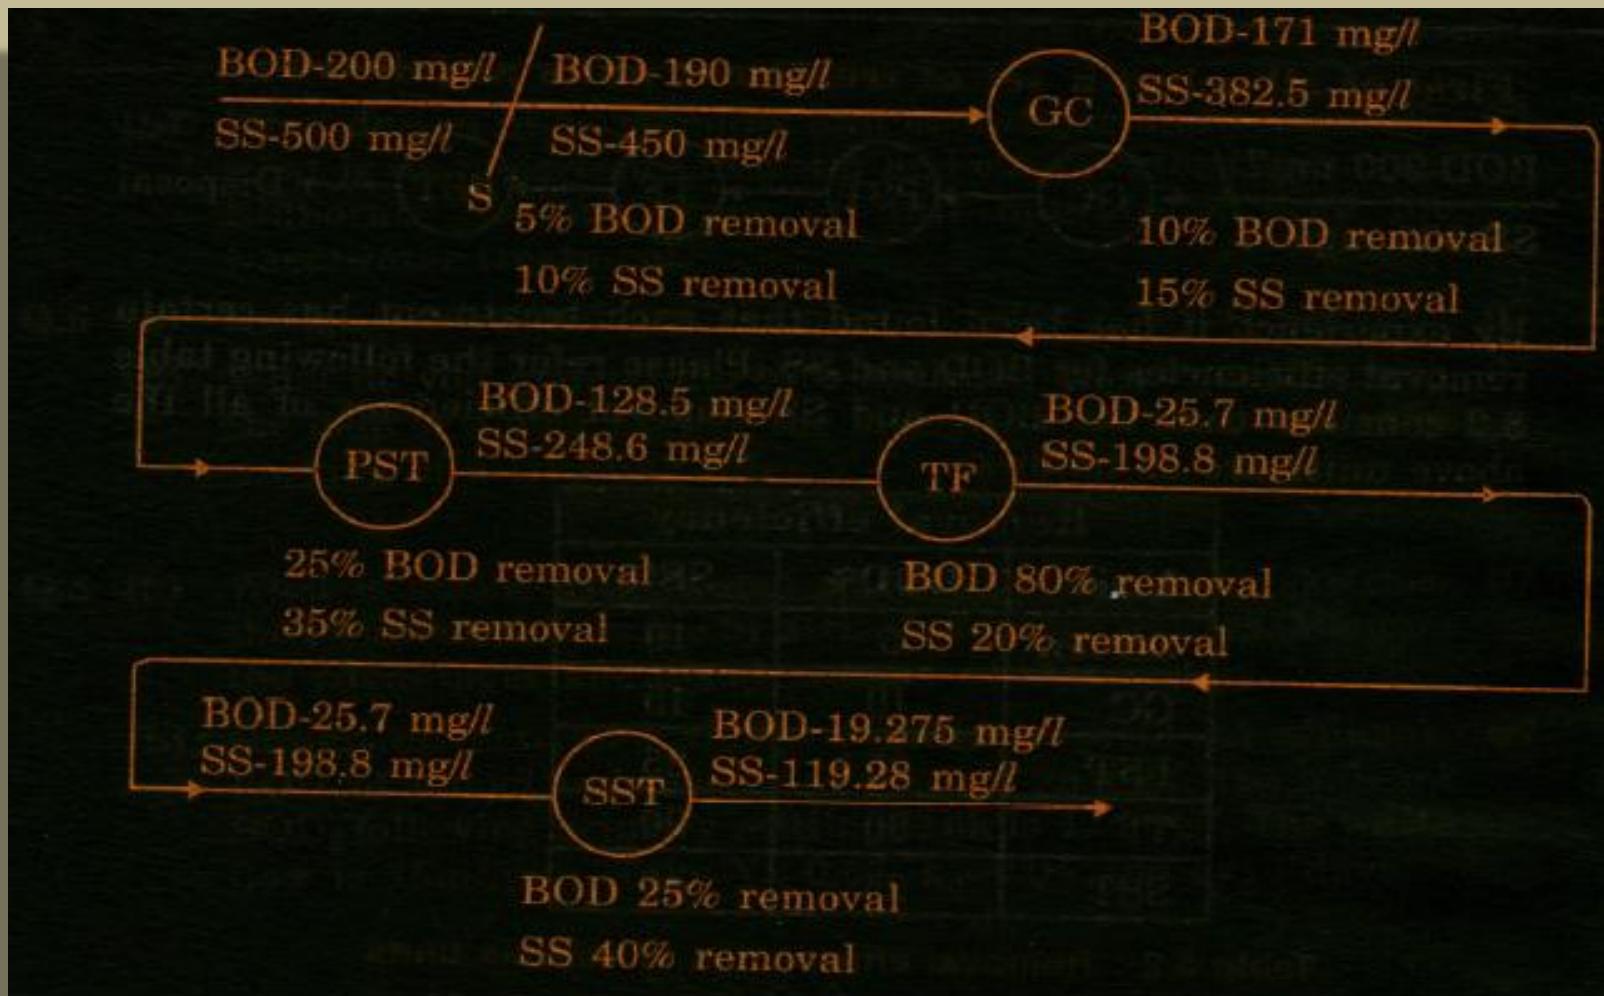 BOD-200 mg/l
SS-500 mg/l
S
BOD-190 mg/l
SS-450 mg/l
5% BOD removal
10% SS removal
GC
BOD-171 mg/l
SS-382.5 mg/l
10% BOD removal
15% SS removal
PST
BOD-128.5 mg/l
SS-248.6 mg/l
25% BOD removal
35% SS removal
TF
BOD-25.7 mg/l
SS-198.8 mg/l
BOD 80% removal
SS 20% removal
BOD-25.7 mg/l
SS-198.8 mg/l
SST
BOD-19.275 mg/l
SS-119.28 mg/l
BOD 25% removal
SS 40% removal